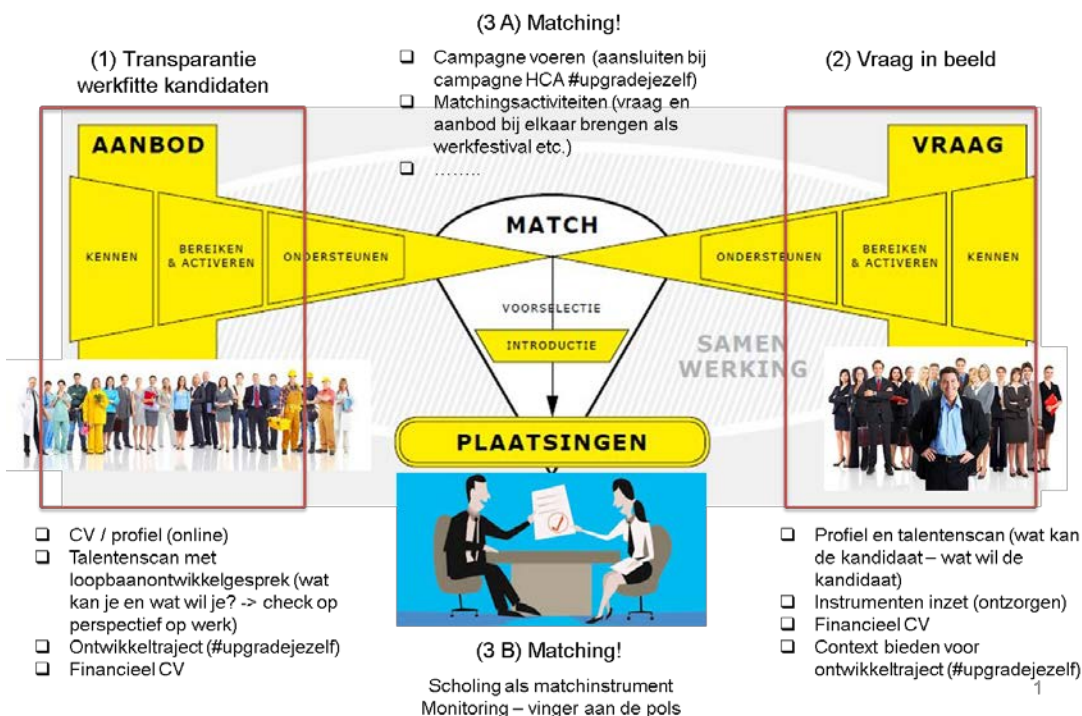 (3 A) Matching!
(1) Transparantie
werkfitte kandidaten
❑ Campagne voeren (aansluiten bij
campagne HCA #upgradejezelf)
❑ Matchingsactiviteiten (vraag en
aanbod bij elkaar brengen als
werkfestival etc.)
❑ ……..
(2) Vraag in beeld
AANBOD
KENNEN
BEREIKEN
& ACTIVEREN
ONDERSTEUNEN
MATCH
VOORSELECTIE
INTRODUCTIE
PLAATSINGEN
VRAAG
ONDERSTEUNEN
BEREIKEN
& ACTIVEREN
KENNEN
SAMEN
WERKING
❑ CV / profiel (online)
❑ Talentenscan met
loopbaanontwikkelgesprek (wat
kan je en wat wil je? -> check op
perspectief op werk)
❑ Ontwikkeltraject (#upgradejezelf)
❑ Financieel CV
(3 B) Matching!
Scholing als matchinstrument
Monitoring – vinger aan de pols
❑ Profiel en talentenscan (wat kan
de kandidaat – wat wil de
kandidaat)
❑ Instrumenten inzet (ontzorgen)
❑ Financieel CV
❑ Context bieden voor
ontwikkeltraject (#upgradejezelf)
1